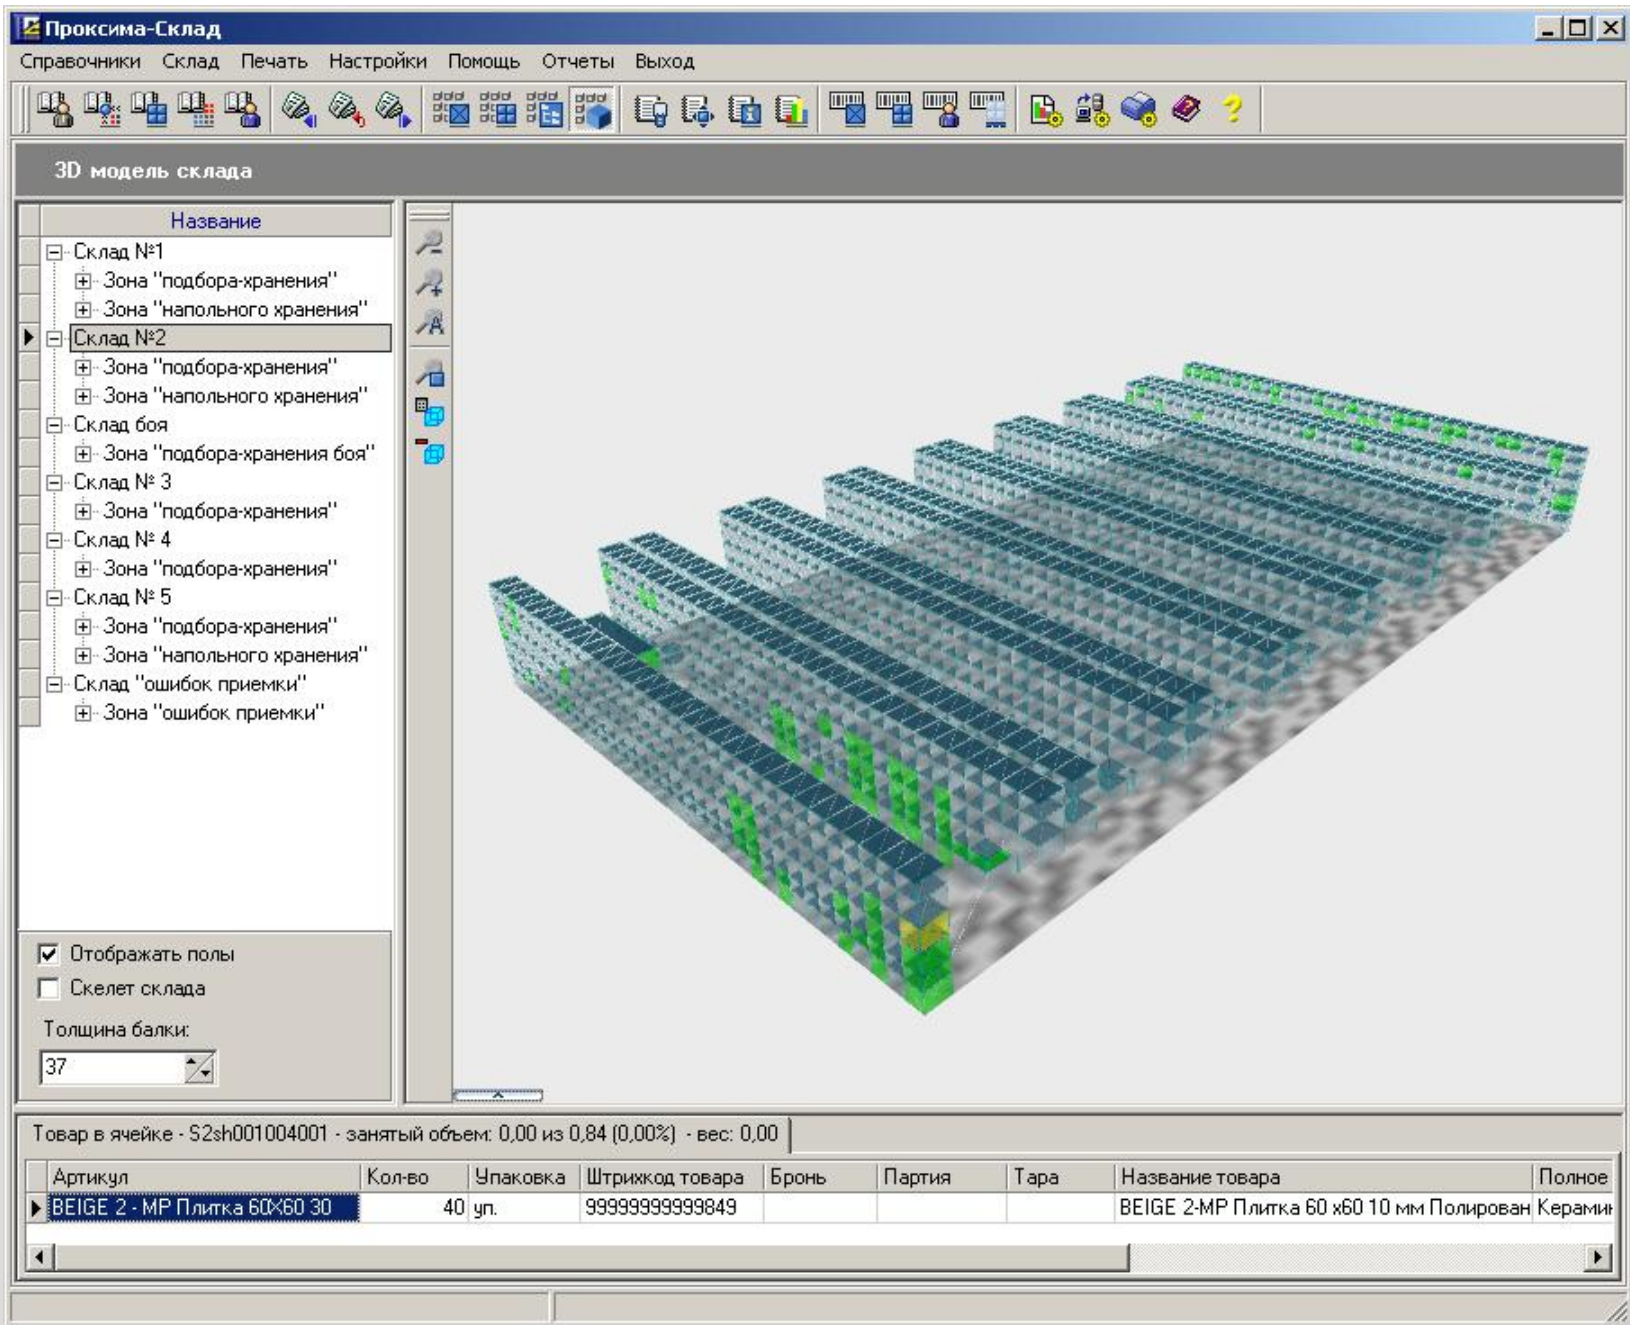 Проксима-Склад
Справочники Склад Печать Настройки Помощь Отчеты Выход
3D модель склада
Название
Склад №1
Зона "подбора-хранения"
Зона "напольного хранения"
Склад №2
Зона "подбора-хранения"
Зона "напольного хранения"
Склад боя
Зона "подбора-хранения боя"
Склад № 3
Зона "подбора-хранения"
Склад № 4
Зона "подбора-хранения"
Склад № 5
Зона "подбора-хранения"
Зона "напольного хранения"
Склад "ошибок приемки"
Зона "ошибок приемки"
Отображать полы
Скелет склада
Толщина балки:
37
Товар в ячейке - S2sh001004001 - занятый объем: 0,00 из 0,84 (0,00%) - вес: 0,00
Артикул Кол-во Упаковка Штрихкод товара Бронь Партия Тара Название товара Полное
BEIGE 2 - MP Плитка 60X60 30 40 уп. 99999999999849 BEIGE 2-MP Плитка 60 x60 10 мм Полирован Керамин